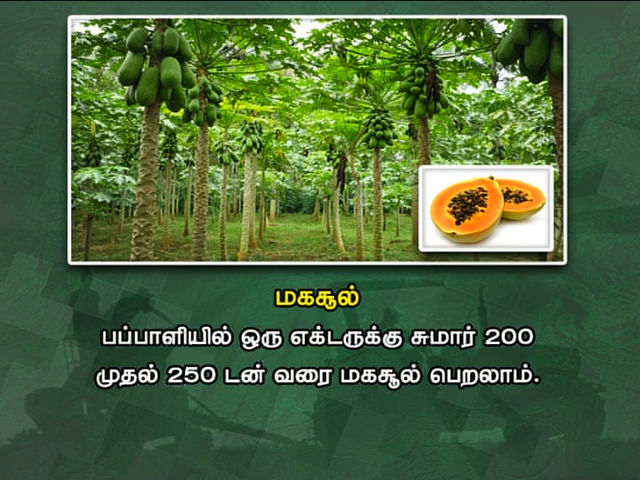 மகசூல்
பப்பாளியில் ஒரு எக்டருக்கு சுமார் 200
முதல் 250 டன் வரை மகசூல் பெறலாம்.